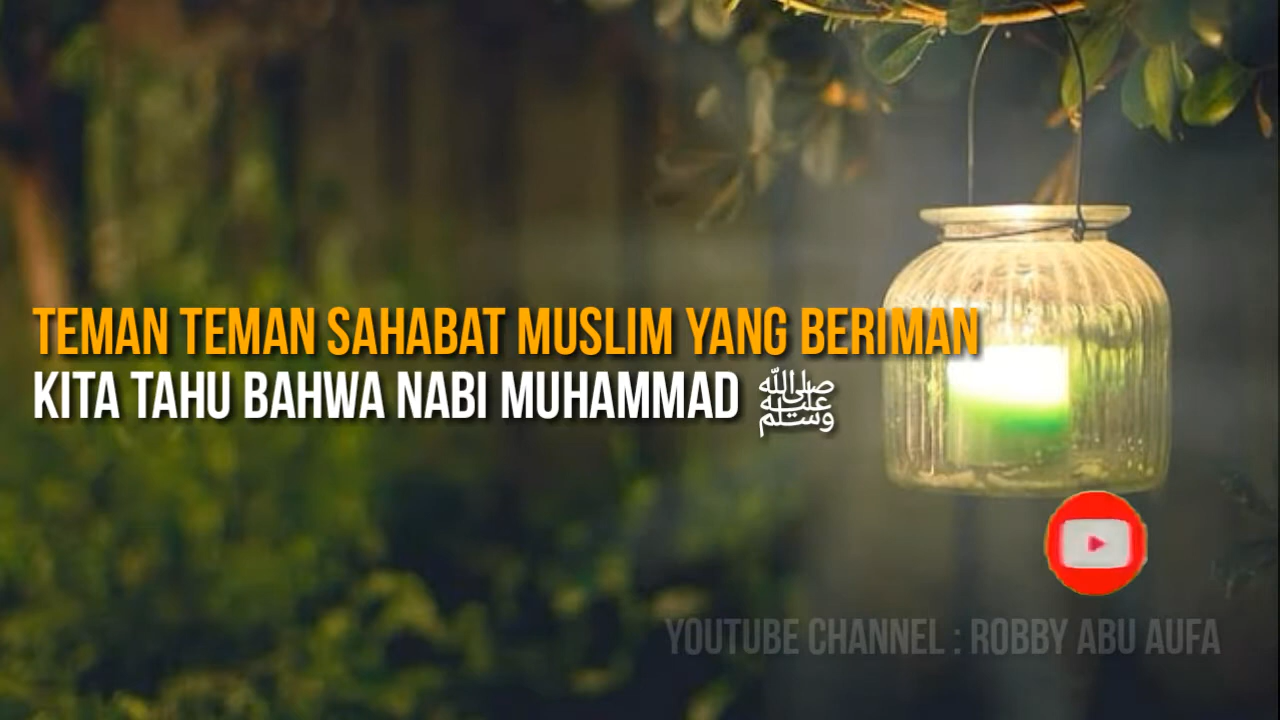 TEMAN TEMAN SAHABAT MUSLIM YANG BERIMAN
KITA TAHU BAHWA NABI MUHAMMAD ﷺ
YOUTUBE CHANNEL : ROBBY ABU AUFA